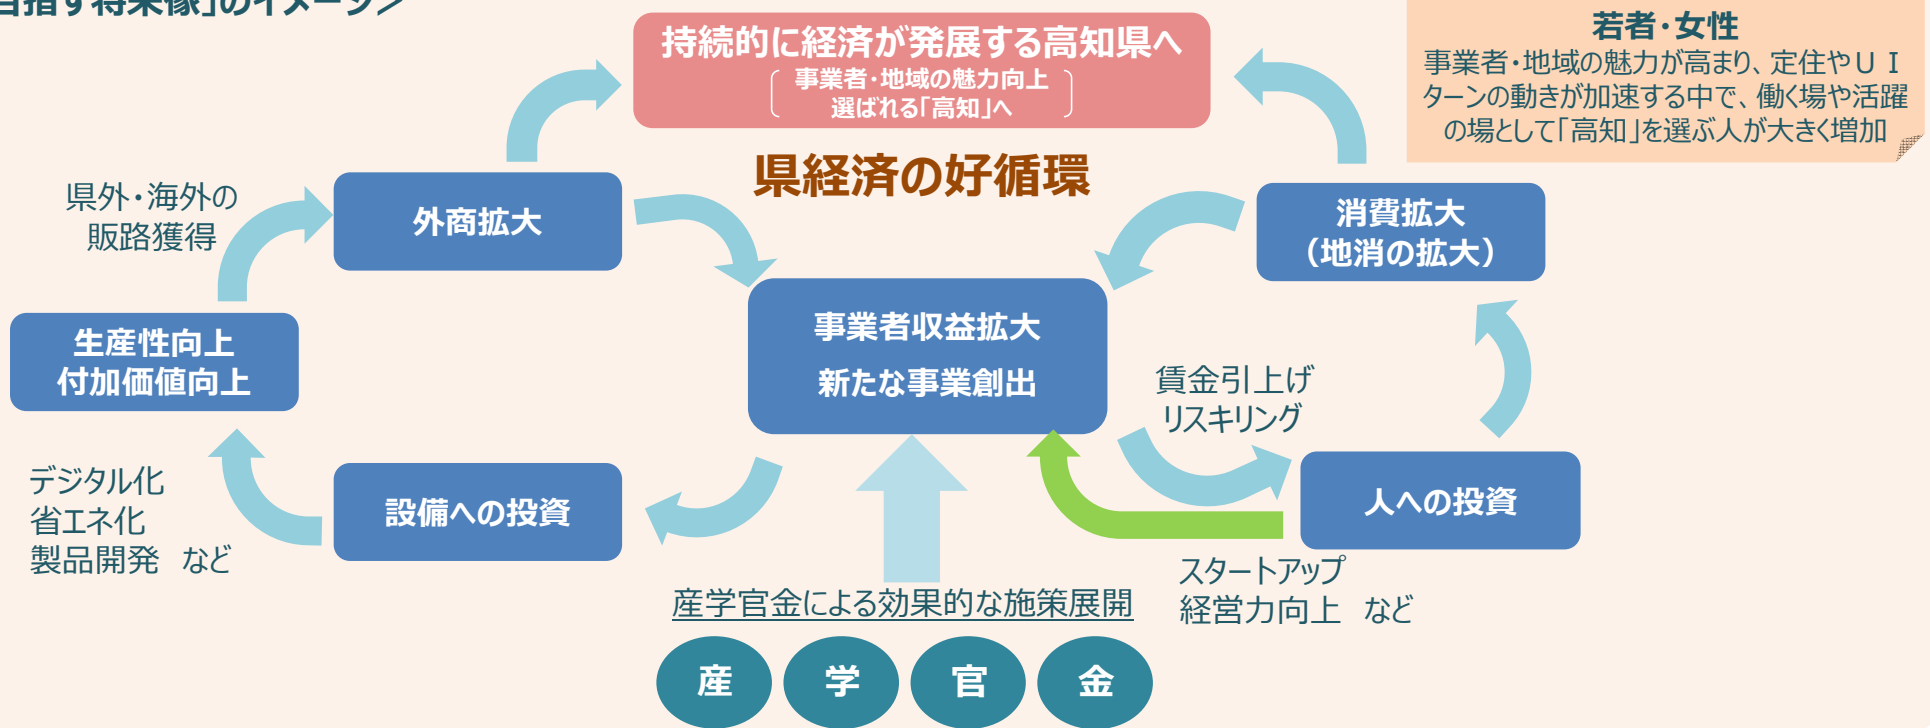 目指す将来像」のイメージ＞
持続的に経済が発展する高知県へ
事業者・地域の魅力向上
選ばれる「高知」へ
若者・女性
事業者・地域の魅力が高まり、定住やＵＩ
ターンの動きが加速する中で、働く場や活躍
の場として「高知」を選ぶ人が大きく増加
県経済の好循環
県外・海外の
販路獲得
外商拡大
消費拡大
（地消の拡大）
生産性向上
付加価値向上
事業者収益拡大
新たな事業創出
賃金引上げ
リスキリング
デジタル化
省エネ化
製品開発　など
設備への投資
人への投資
スタートアップ
経営力向上　など
産学官金による効果的な施策展開
産
学
官
金